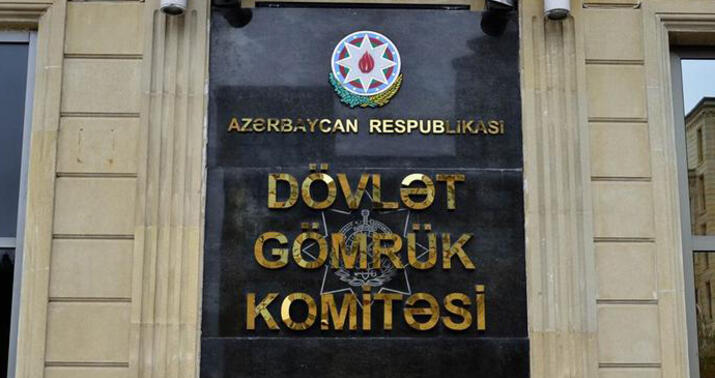 AZƏRBAYCAN RESPUBLİKASI
DÖVLƏT
GÖMRÜK
KOMİTƏSİ